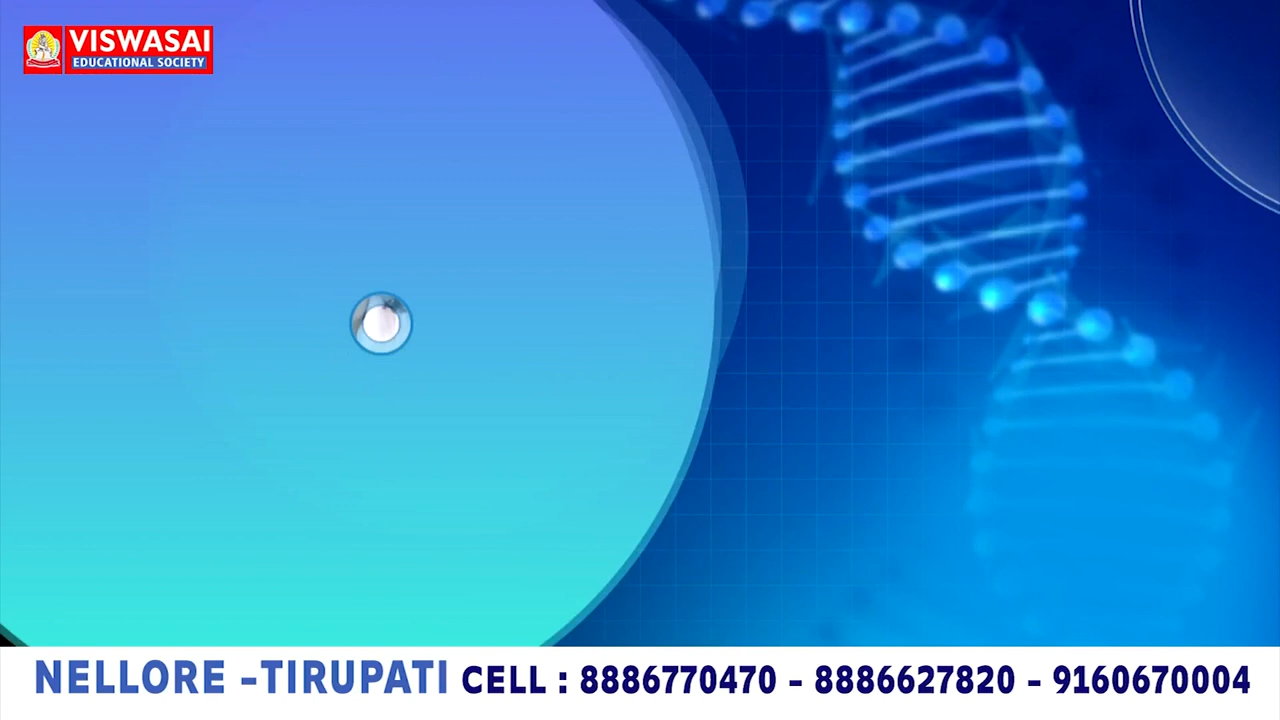 VISWASAI
EDUCATIONAL SOCIETY
NELLORE -TIRUPATI CELL : 8886770470 - 8886627820 - 9160670004